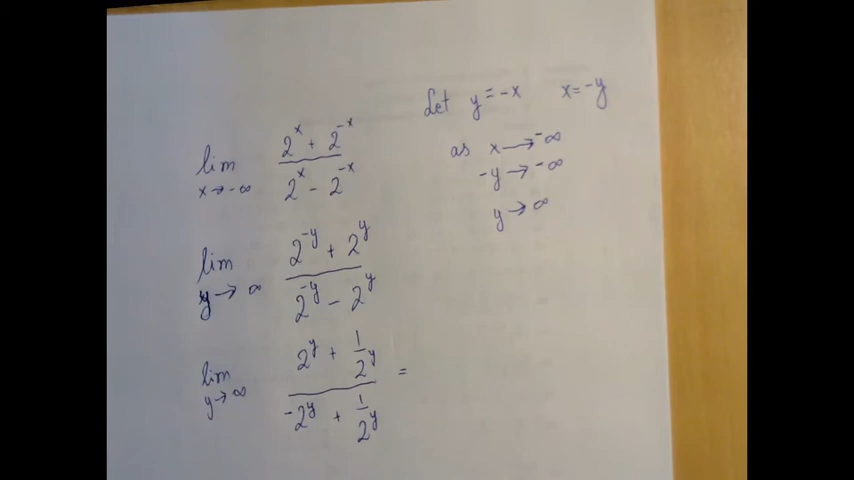 Let y = -x x = -y
lim x→-∞ (2^x + 2^-x)/(2^x - 2^-x)
as x → -∞
-y → -∞
y → ∞
lim y→∞ (2^-y + 2^y)/(2^-y - 2^y)
lim y→∞ (2^y + 1/2^y)/(-2^y + 1/2^y) =